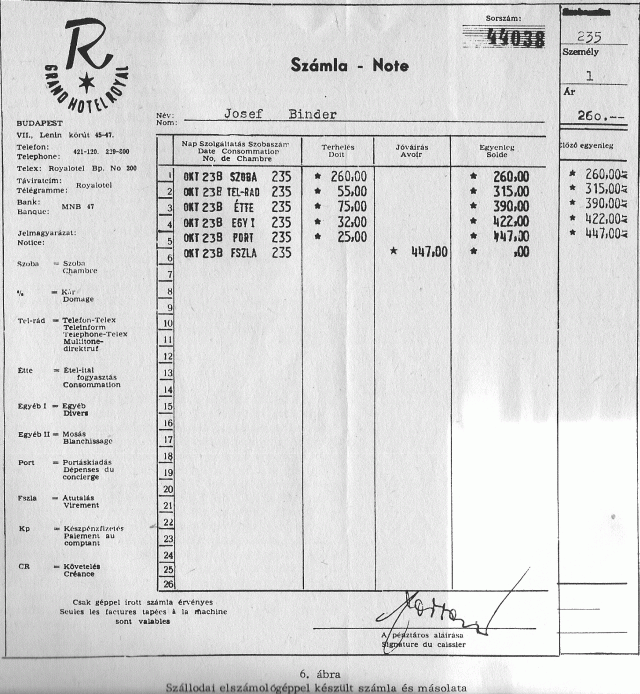 R
GRAND HOTEL ROYAL
Sorszám:
44038
Számla - Note
235
Személy
1
Ár
260.--
BUDAPEST
VII., Lenin körút 45-47.
Telefon:
Telephone: 421-120. 229-600
Telex: Royalotel Bp. No 200
Táviratcím:
Télégramme: Royalotel
Bank:
Banque: MNB 47
Jelmagyarázat:
Notice:
Név:
Nom: Josef Binder
Nap Szolgáltatás Szobaszám
Date Consommation
No. de Chambre
Terhelés
Doit
Jóváirás
Avoir
Egyenleg
Solde
Előző egyenleg
1 OKT 23B SZOBA 235 * 260,00 * 260,00 * 260,00
2 OKT 23B TEL-RAD 235 * 55,00 * 315,00 * 315,00
3 OKT 23B ÉTTE 235 * 75,00 * 390,00 * 390,00
4 OKT 23B EGY I 235 * 32,00 * 422,00 * 422,00
5 OKT 23B PORT 235 * 25,00 * 447,00 * 447,00
6 OKT 23B FSZLA 235 * 447,00 * ,00
7
8
9
10
11
12
13
14
15
16
17
18
19
20
21
22
23
24
25
26
Szoba = Szoba
Chambre
% = Kár
Domage
Tel-rád = Telefon-Telex
Teleinform
Telephone-Telex
Mulitone-
direktruf
Étte = Étel-ital
fogyasztás
Consommation
Egyéb I = Egyéb
Divers
Egyéb II = Mosás
Blanchissage
Port = Portáskiadás
Dépenses du
concierge
Fszla = Átutalás
Virement
Kp = Készpénzfizetés
Paiement au
comptant
CR = Követelés
Créance
Csak géppel irott számla érvényes
Seules les factures tapées à la machine
sont valables
A pénztáros aláirása
Signature du caissier
6. ábra
Szállodai elszámológéppel készült számla és másolata